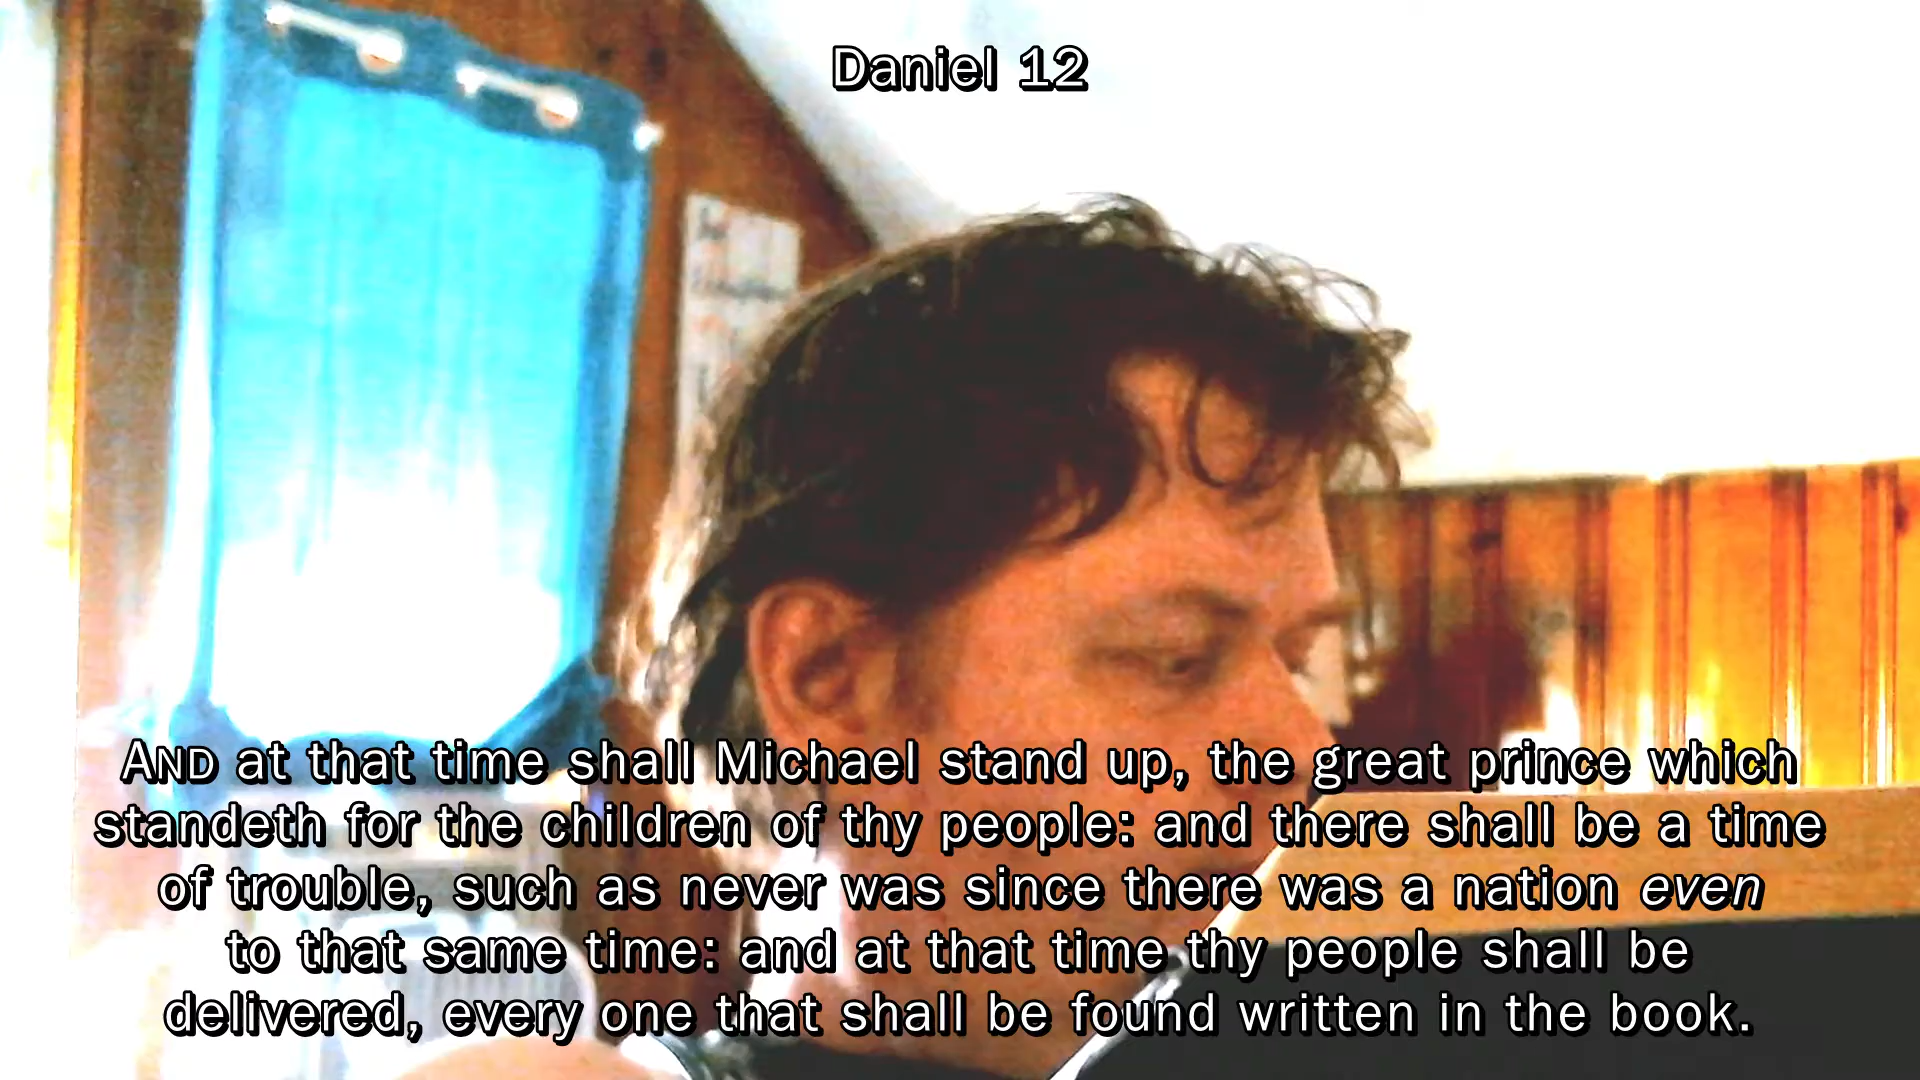 Daniel 12
AND at that time shall Michael stand up, the great prince which
standeth for the children of thy people: and there shall be a time
of trouble, such as never was since there was a nation even
to that same time: and at that time thy people shall be
delivered, every one that shall be found written in the book.